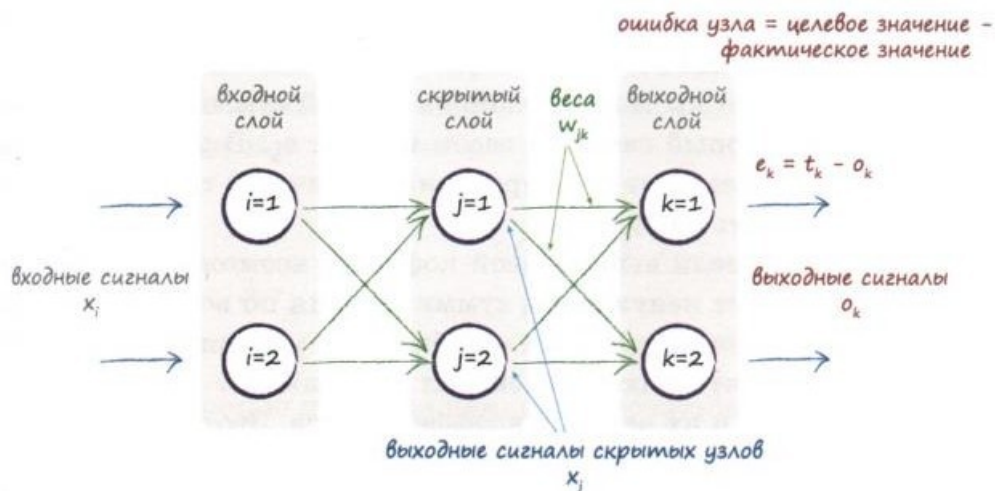 ошибка узла = целевое значение -
фактическое значение
входной
слой
скрытый
слой
веса
w_jk
выходной
слой
e_k = t_k - o_k
i=1
j=1
k=1
входные сигналы
x_i
выходные сигналы
o_k
i=2
j=2
k=2
выходные сигналы скрытых узлов
x_j